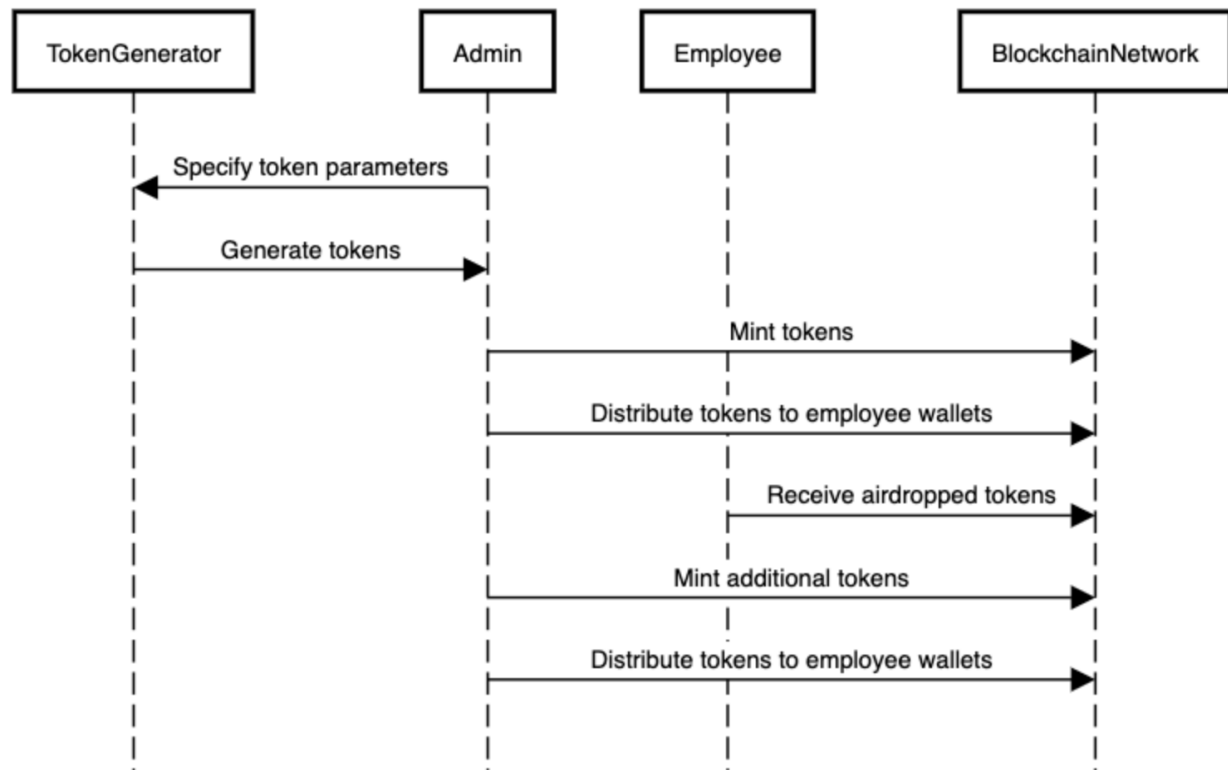 TokenGenerator
Admin
Employee
BlockchainNetwork
Specify token parameters
Generate tokens
Mint tokens
Distribute tokens to employee wallets
Receive airdropped tokens
Mint additional tokens
Distribute tokens to employee wallets